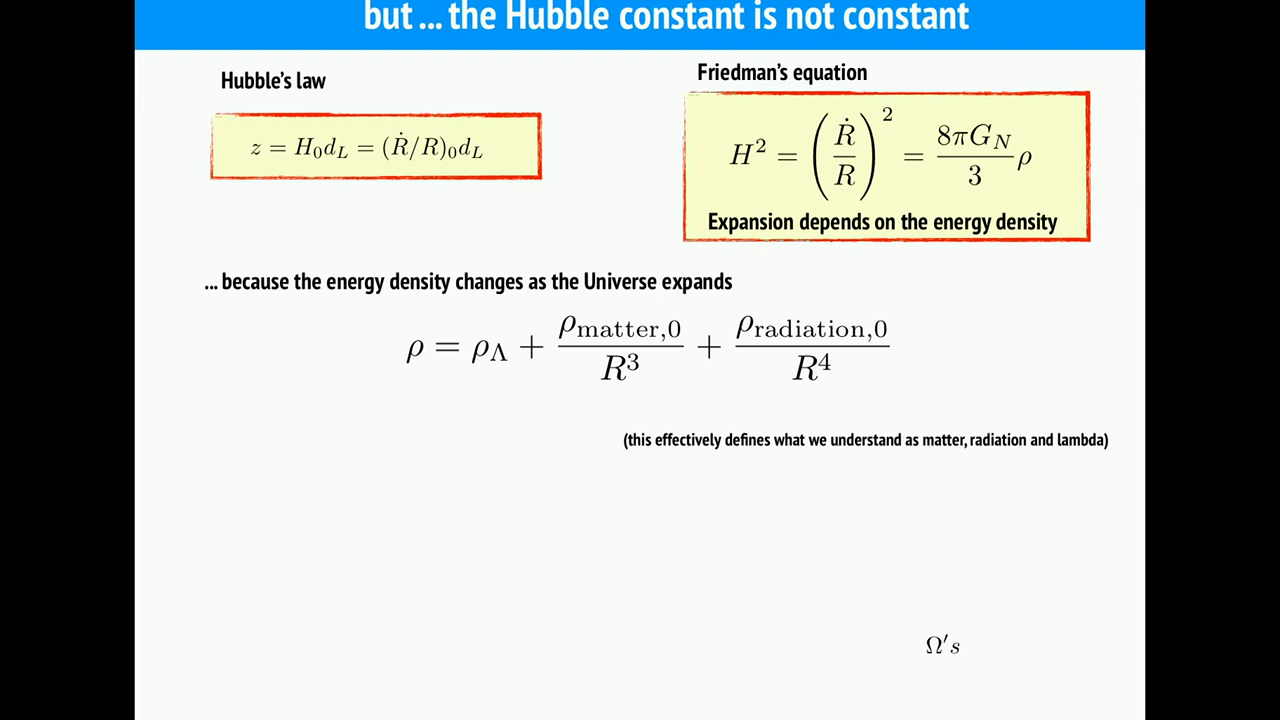 but ... the Hubble constant is not constant
Hubble's law
Friedman's equation
$z = H_0 d_L = (\dot{R}/R)_0 d_L$
$H^2 = \left(\frac{\dot{R}}{R}\right)^2 = \frac{8\pi G_N}{3}\rho$
Expansion depends on the energy density
... because the energy density changes as the Universe expands
$\rho = \rho_\Lambda + \frac{\rho_{\text{matter},0}}{R^3} + \frac{\rho_{\text{radiation},0}}{R^4}$
(this effectively defines what we understand as matter, radiation and lambda)
$\Omega's$